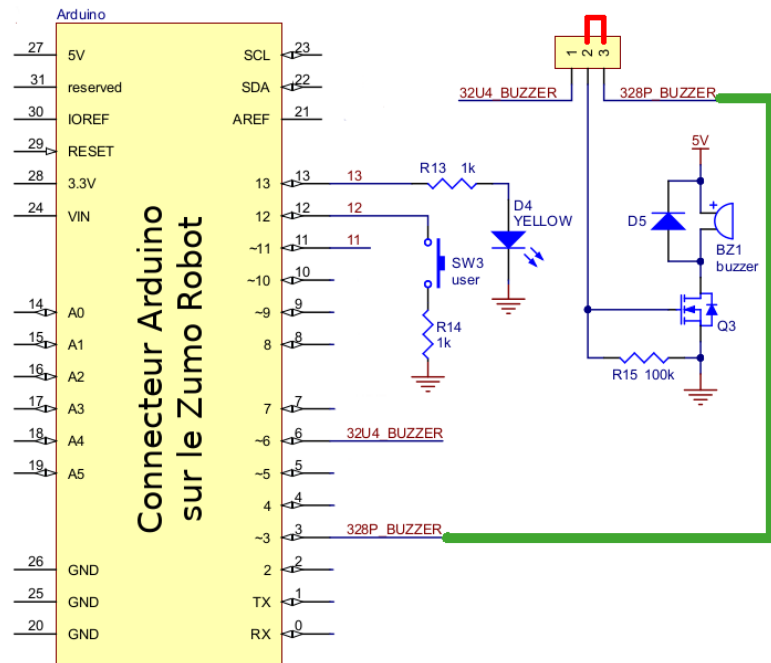 Arduino
27 5V SCL 23
31 reserved SDA 22
30 IOREF AREF 21
29 RESET
28 3.3V 13 13 13
24 VIN 12 12 12
~11 11 11
~10 10
14 A0 ~9 9
15 A1 8 8
16 A2
17 A3 7 7
18 A4 ~6 6 32U4_BUZZER
19 A5 ~5 5
4 4
~3 3 328P_BUZZER
26 GND 2 2
25 GND TX 1
20 GND RX 0
Connecteur Arduino
sur le Zumo Robot
R13 1k
D4
YELLOW
SW3
user
R14
1k
1 2 3
32U4_BUZZER 328P_BUZZER
5V
D5
+
BZ1
buzzer
Q3
R15 100k